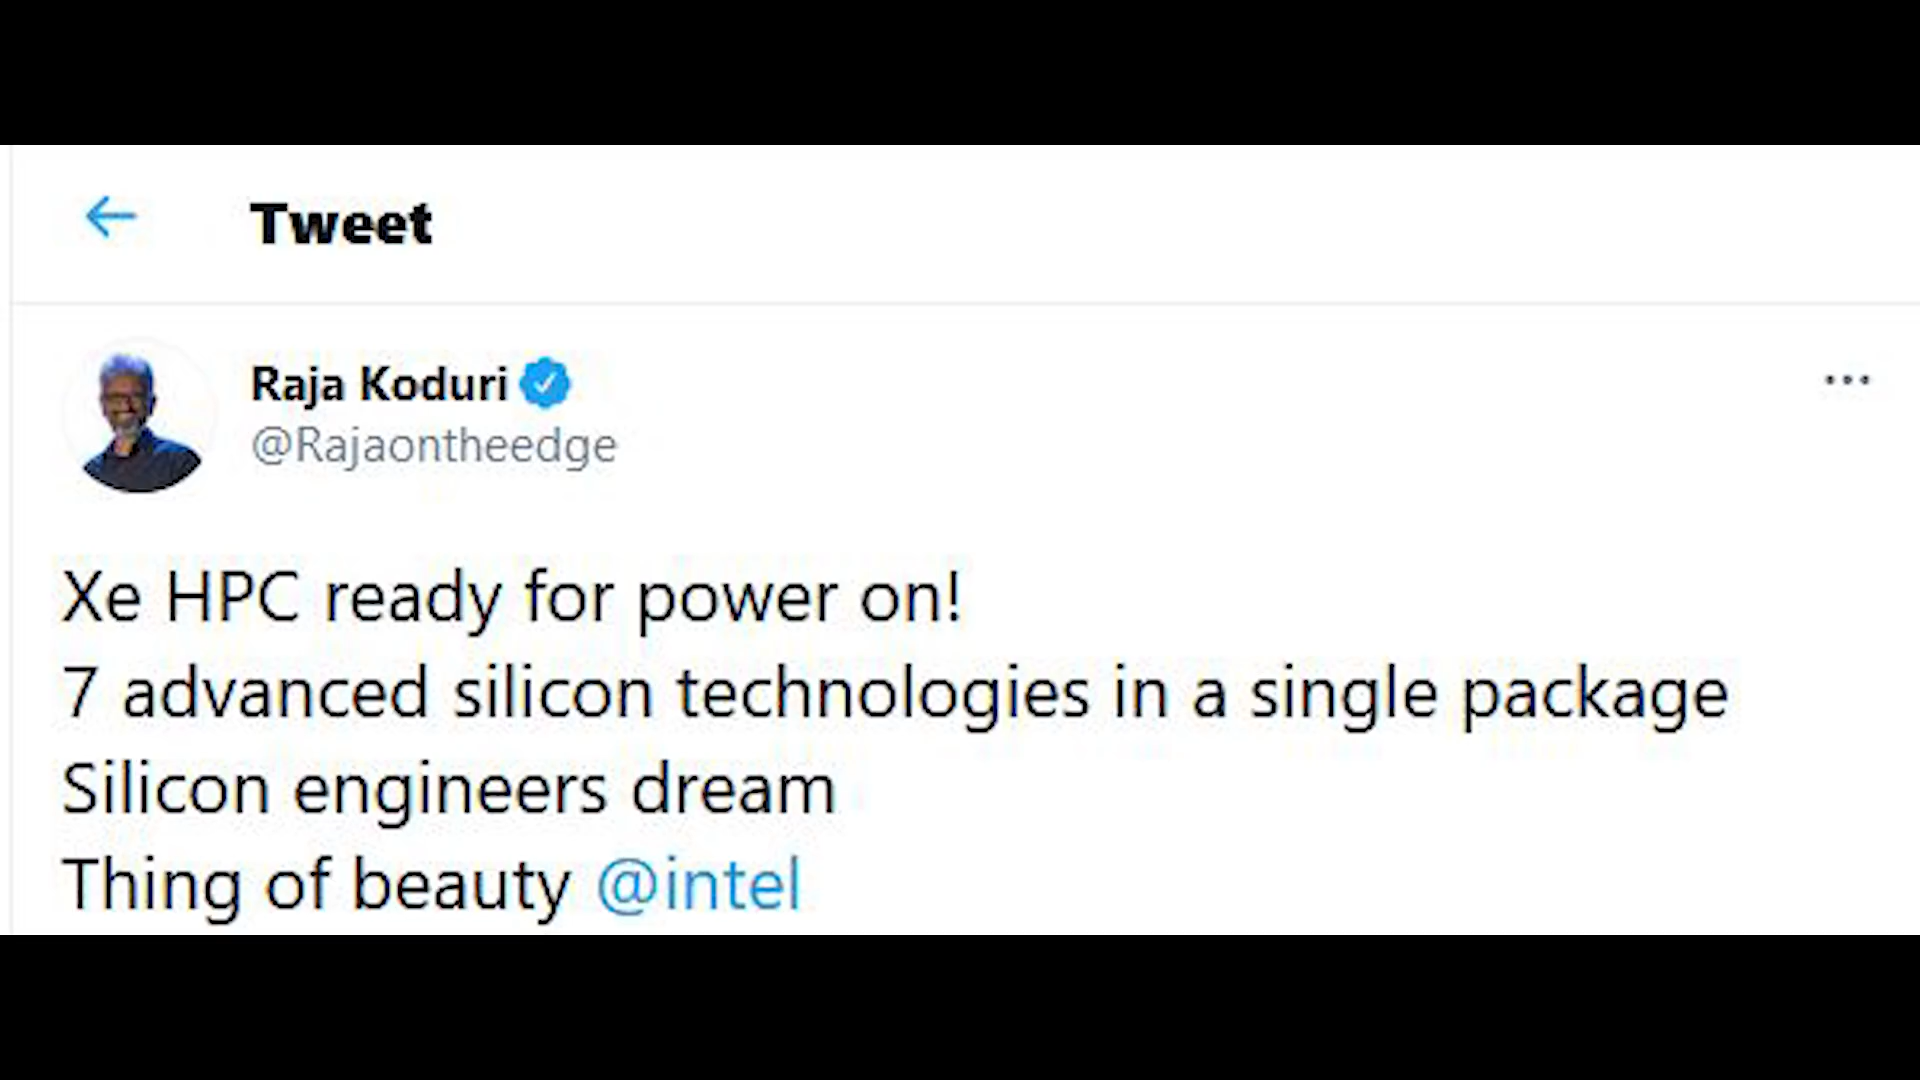 Tweet
Raja Koduri
@Rajaontheedge
Xe HPC ready for power on!
7 advanced silicon technologies in a single package
Silicon engineers dream
Thing of beauty @intel